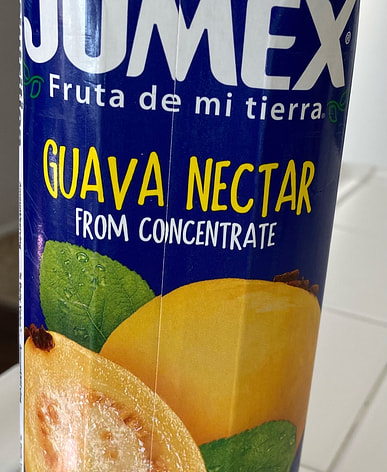 JUMEX®
Fruta de mi tierra®
GUAVA NECTAR
FROM CONCENTRATE